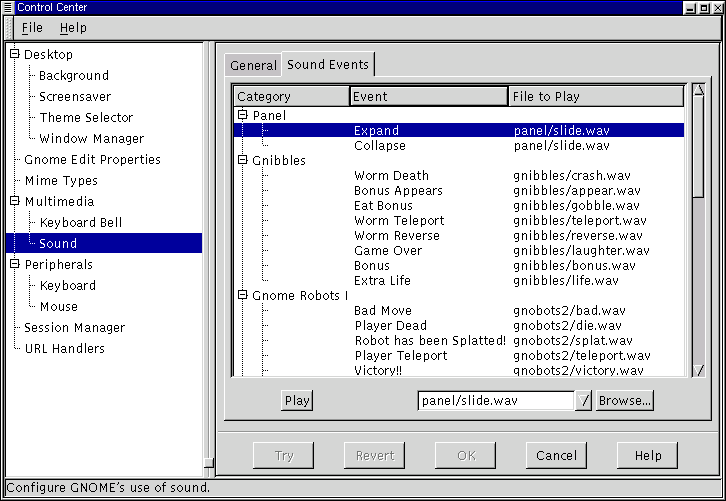 Control Center
File Help
Desktop
Background
Screensaver
Theme Selector
Window Manager
Gnome Edit Properties
Mime Types
Multimedia
Keyboard Bell
Sound
Peripherals
Keyboard
Mouse
Session Manager
URL Handlers
General Sound Events
Category Event File to Play
Panel
Expand panel/slide.wav
Collapse panel/slide.wav
Gnibbles
Worm Death gnibbles/crash.wav
Bonus Appears gnibbles/appear.wav
Eat Bonus gnibbles/gobble.wav
Worm Teleport gnibbles/teleport.wav
Worm Reverse gnibbles/reverse.wav
Game Over gnibbles/laughter.wav
Bonus gnibbles/bonus.wav
Extra Life gnibbles/life.wav
Gnome Robots I
Bad Move gnobots2/bad.wav
Player Dead gnobots2/die.wav
Robot has been Splatted! gnobots2/splat.wav
Player Teleport gnobots2/teleport.wav
Victory!! gnobots2/victory.wav
Play panel/slide.wav Browse...
Try Revert OK Cancel Help
Configure GNOME's use of sound.